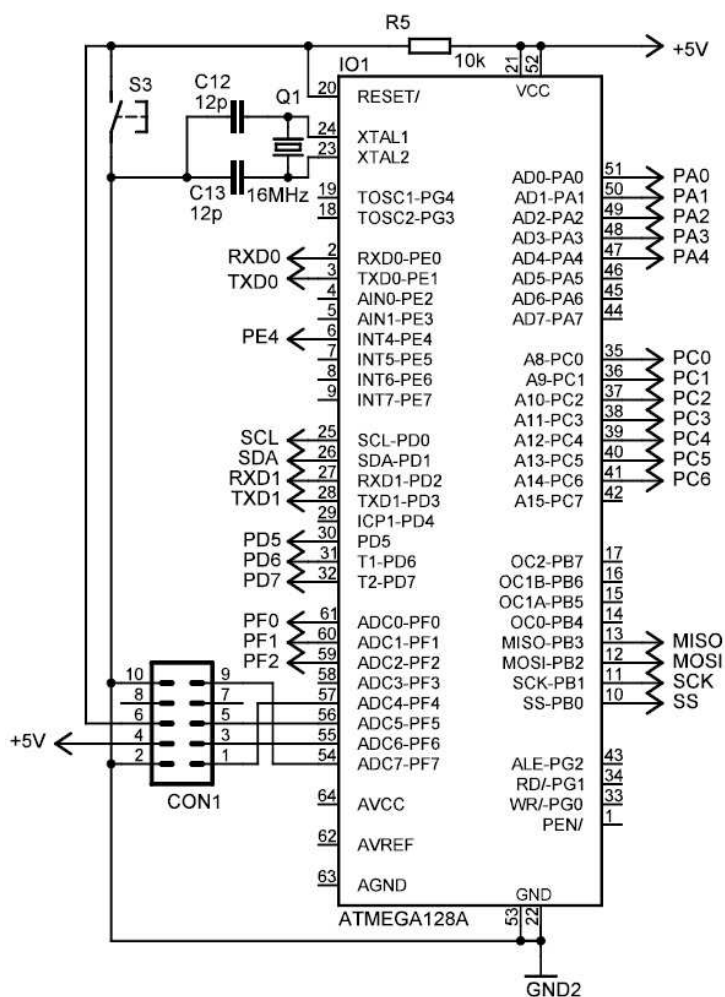 R5
10k
+5V
IO1
21
52
VCC
S3
C12
12p
Q1
C13
12p
16MHz
20
RESET/
24
XTAL1
23
XTAL2
19
TOSC1-PG4
18
TOSC2-PG3
RXD0
2
RXD0-PE0
TXD0
3
TXD0-PE1
4
AIN0-PE2
5
AIN1-PE3
PE4
6
INT4-PE4
7
INT5-PE5
8
INT6-PE6
9
INT7-PE7
SCL
25
SCL-PD0
SDA
26
SDA-PD1
RXD1
27
RXD1-PD2
TXD1
28
TXD1-PD3
29
ICP1-PD4
PD5
30
PD5
PD6
31
T1-PD6
PD7
32
T2-PD7
PF0
61
ADC0-PF0
PF1
60
ADC1-PF1
PF2
59
ADC2-PF2
58
ADC3-PF3
57
ADC4-PF4
56
ADC5-PF5
55
ADC6-PF6
54
ADC7-PF7
64
AVCC
62
AVREF
63
AGND
AD0-PA0
51
PA0
AD1-PA1
50
PA1
AD2-PA2
49
PA2
AD3-PA3
48
PA3
AD4-PA4
47
PA4
AD5-PA5
46
AD6-PA6
45
AD7-PA7
44
A8-PC0
35
PC0
A9-PC1
36
PC1
A10-PC2
37
PC2
A11-PC3
38
PC3
A12-PC4
39
PC4
A13-PC5
40
PC5
A14-PC6
41
PC6
A15-PC7
42
OC2-PB7
17
OC1B-PB6
16
OC1A-PB5
15
OC0-PB4
14
MISO-PB3
13
MISO
MOSI-PB2
12
MOSI
SCK-PB1
11
SCK
SS-PB0
10
SS
ALE-PG2
43
RD/-PG1
34
WR/-PG0
33
PEN/
1
10
9
8
7
6
5
+5V
4
3
2
1
CON1
GND
53
22
ATMEGA128A
GND2